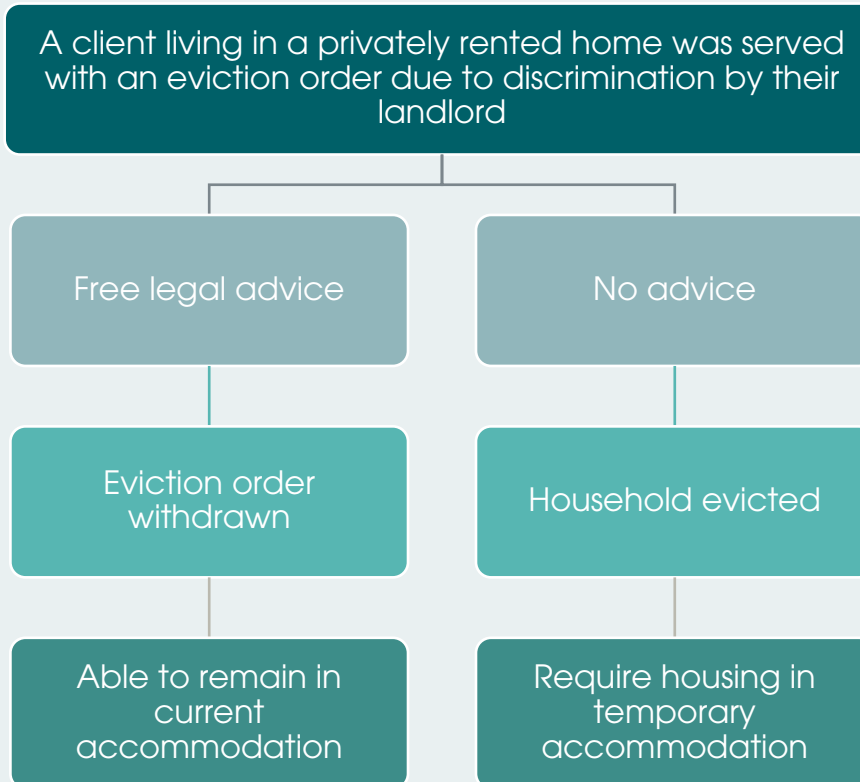 A client living in a privately rented home was served
with an eviction order due to discrimination by their
landlord
Free legal advice
No advice
Eviction order
withdrawn
Household evicted
Able to remain in
current
accommodation
Require housing in
temporary
accommodation